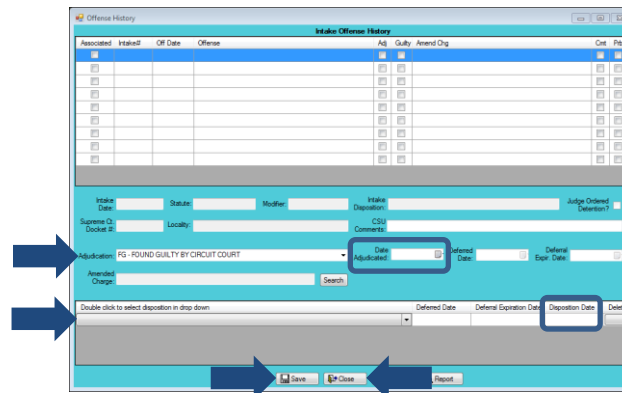 Offense History
Intake Offense History
Associated Intake# Off Date Offense Adj Guilty Amend Chg Cmt
Intake Date: Statute: Modifier: Intake Disposition: Judge Ordered Detention?
Supreme Ct. Docket #: Locality: CSU Comments:
Adjudication: FG - FOUND GUILTY BY CIRCUIT COURT Date Adjudicated: Deferred Date: Deferral Expir. Date:
Amended Charge: Search
Double click to select disposition in drop down Deferred Date Deferral Expiration Date Disposition Date
Save Close Report